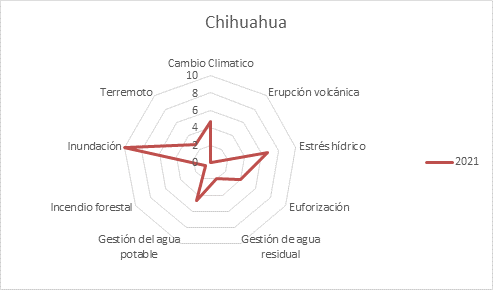 Chihuahua
Cambio Climatico
Erupción volcánica
Estrés hídrico
Euforización
Gestión de agua
residual
Gestión del agua
potable
Incendio forestal
Inundación
Terremoto
10
8
6
4
2
0
2021